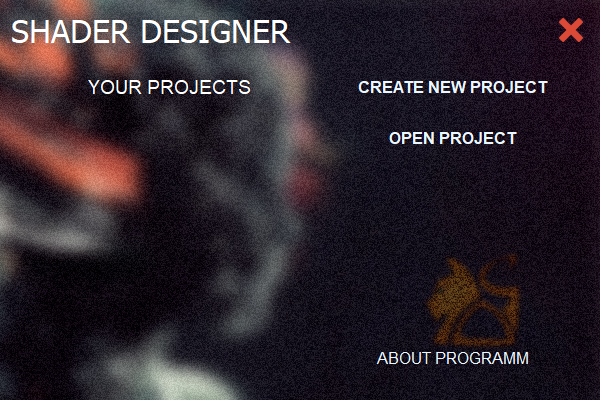 SHADER DESIGNER
YOUR PROJECTS
CREATE NEW PROJECT
OPEN PROJECT
ABOUT PROGRAMM